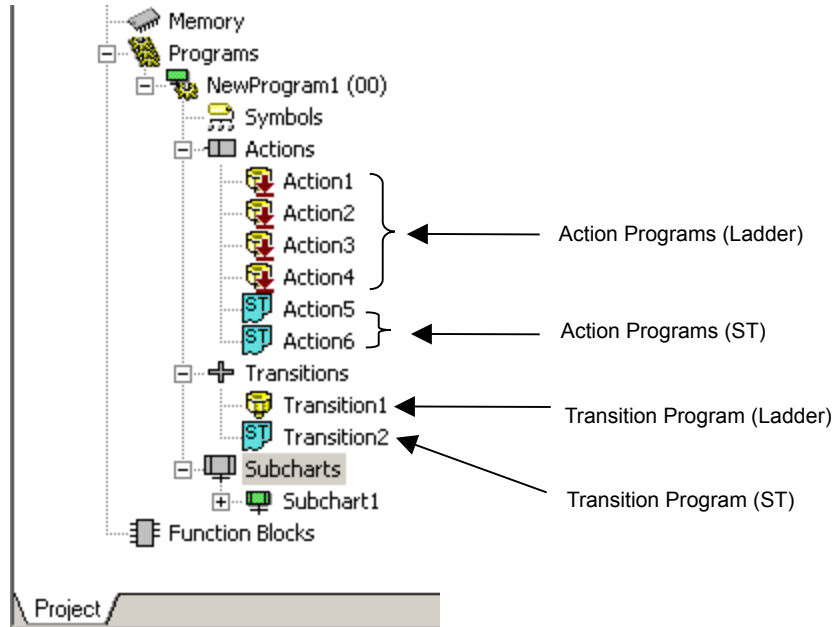 Memory
Programs
NewProgram1 (00)
Symbols
Actions
Action1
Action2
Action Programs (Ladder)
Action3
Action4
ST Action5
Action Programs (ST)
ST Action6
Transitions
Transition1
Transition Program (Ladder)
ST Transition2
Subcharts
Transition Program (ST)
Subchart1
Function Blocks
Project